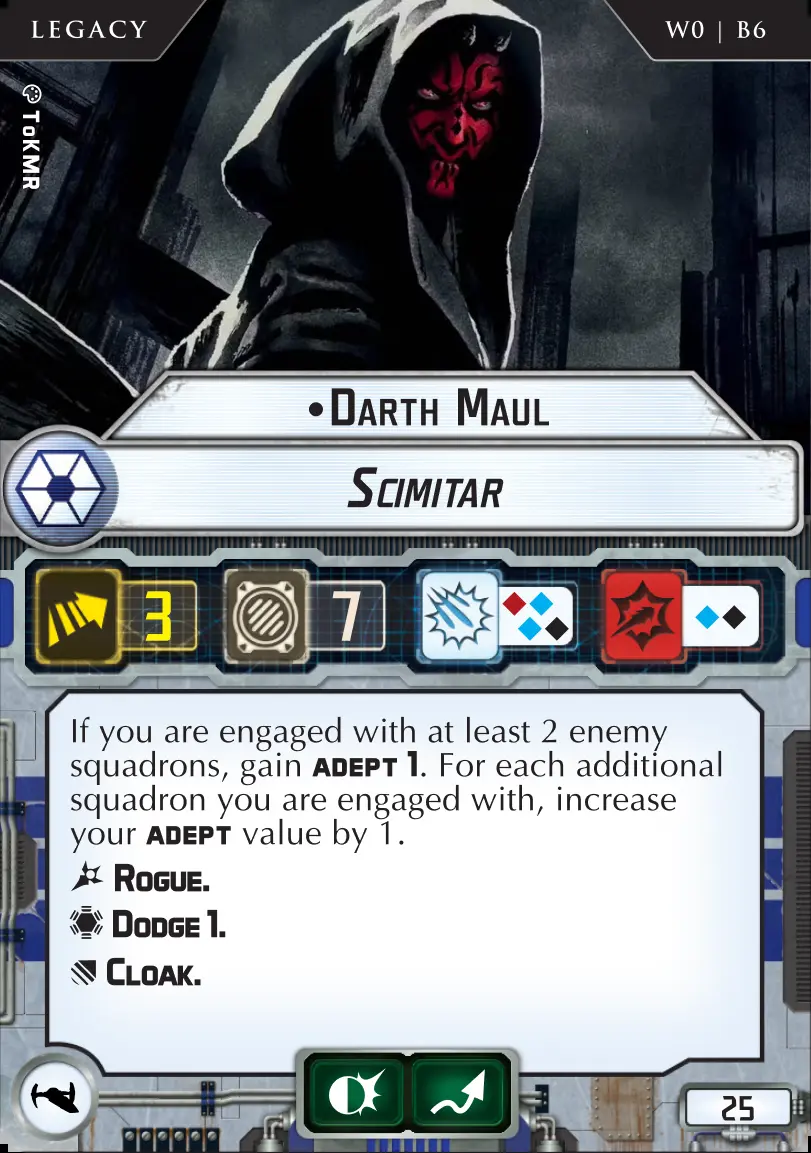 LEGACY
W0 | B6
ToKMR
•Darth Maul
Scimitar
3
7
If you are engaged with at least 2 enemy
squadrons, gain ADEPT 1. For each additional
squadron you are engaged with, increase
your ADEPT value by 1.
Rogue.
Dodge 1.
Cloak.
25